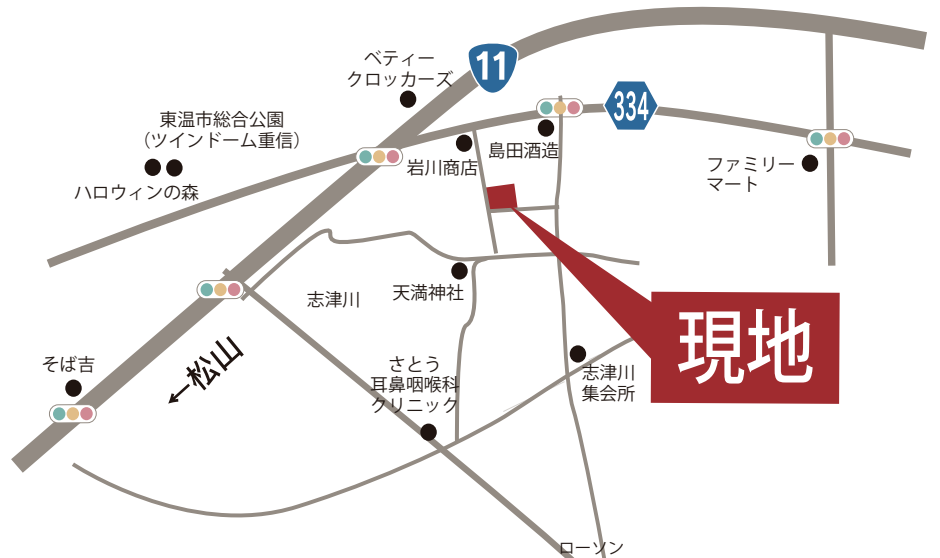 11
ベティー
クロッカーズ
334
東温市総合公園
（ツインドーム重信）
ハロウィンの森
岩川商店
島田酒造
ファミリー
マート
志津川
天満神社
現地
←松山
そば吉
さとう
耳鼻咽喉科
クリニック
志津川
集会所
ローソン